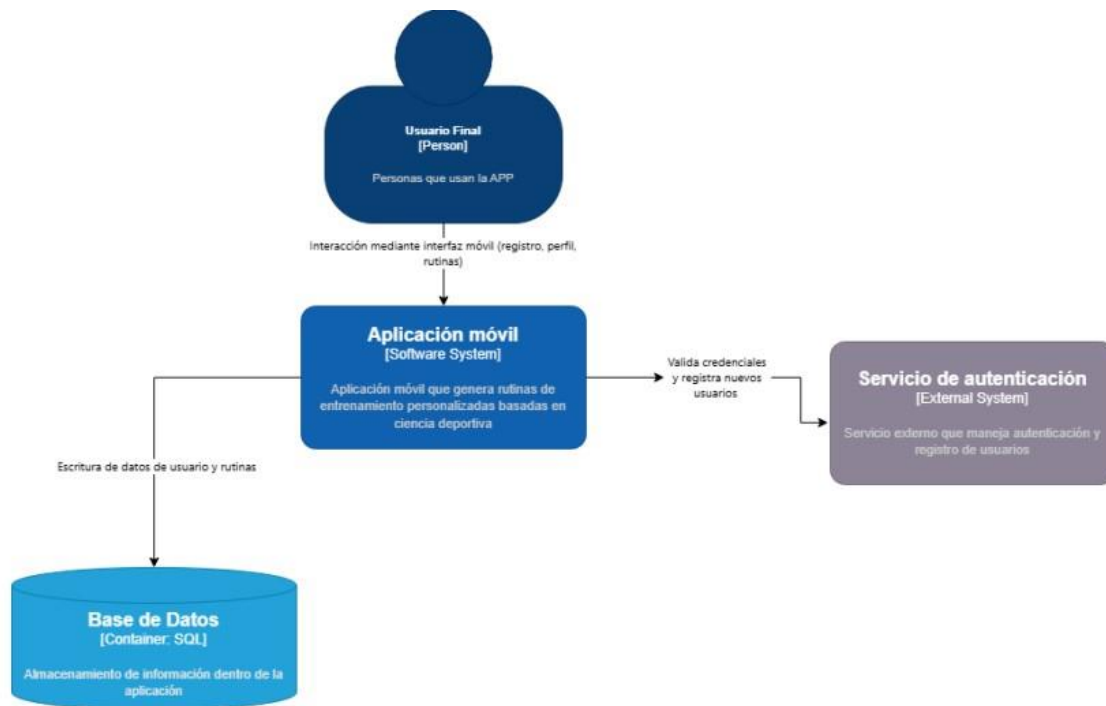 Usuario Final
[Person]
Personas que usan la APP
Interacción mediante interfaz móvil (registro, perfil,
rutinas)
Aplicación móvil
[Software System]
Aplicación móvil que genera rutinas de
entrenamiento personalizadas basadas en
ciencia deportiva
Valida credenciales
y registra nuevos
usuarios
Servicio de autenticación
[External System]
Servicio externo que maneja autenticación y
registro de usuarios
Escritura de datos de usuario y rutinas
Base de Datos
[Container: SQL]
Almacenamiento de información dentro de la
aplicación